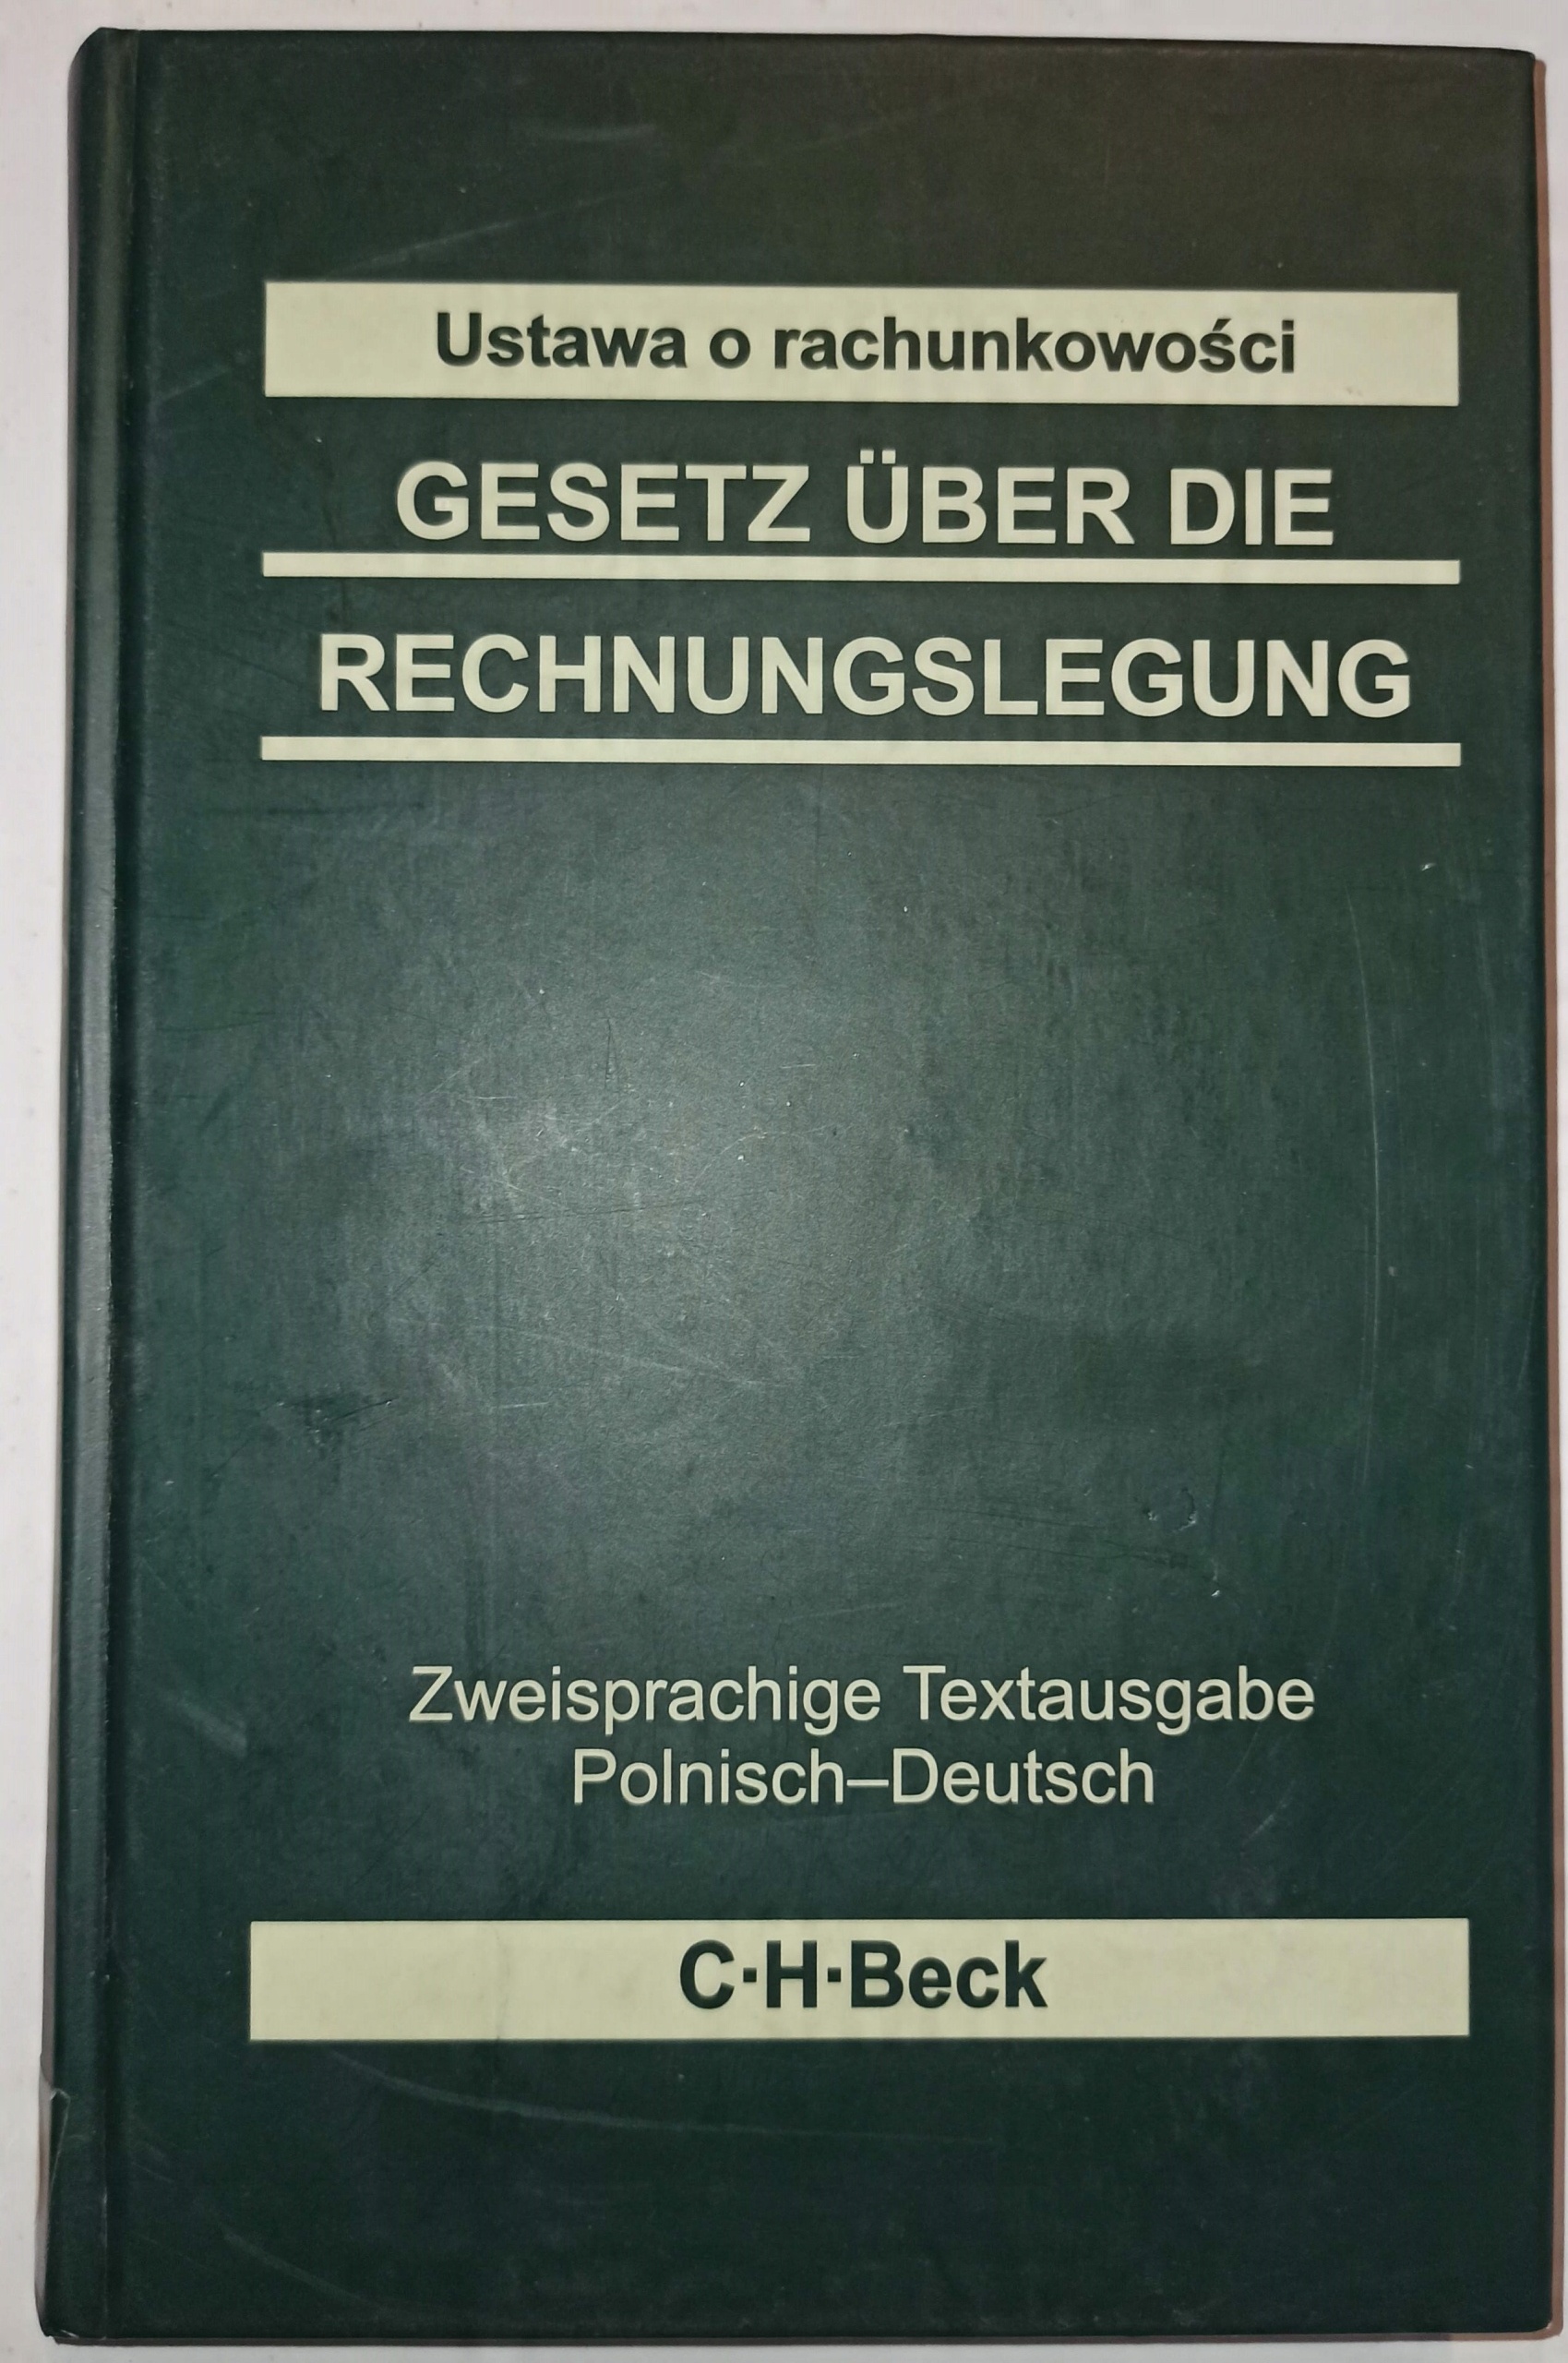 Ustawa o rachunkowości
GESETZ ÜBER DIE
RECHNUNGSLEGUNG
Zweisprachige Textausgabe
Polnisch–Deutsch
C·H·Beck